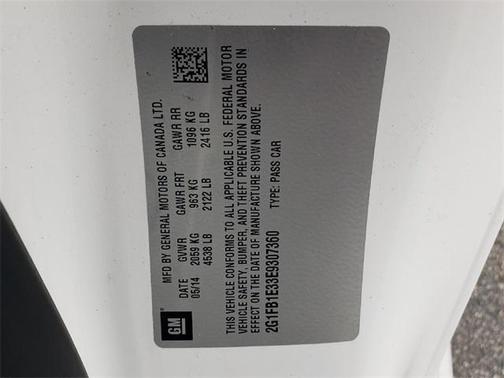 MFD BY GENERAL MOTORS OF CANADA LTD.
DATE GVWR GAWR FRT GAWR RR
05/14 2059 KG 963 KG 1096 KG
4538 LB 2122 LB 2416 LB
THIS VEHICLE CONFORMS TO ALL APPLICABLE U.S. FEDERAL MOTOR
VEHICLE SAFETY, BUMPER, AND THEFT PREVENTION STANDARDS IN
EFFECT ON THE DATE OF MANUFACTURE SHOWN ABOVE.
2G1FB1E33E9307360 TYPE: PASS CAR
GM